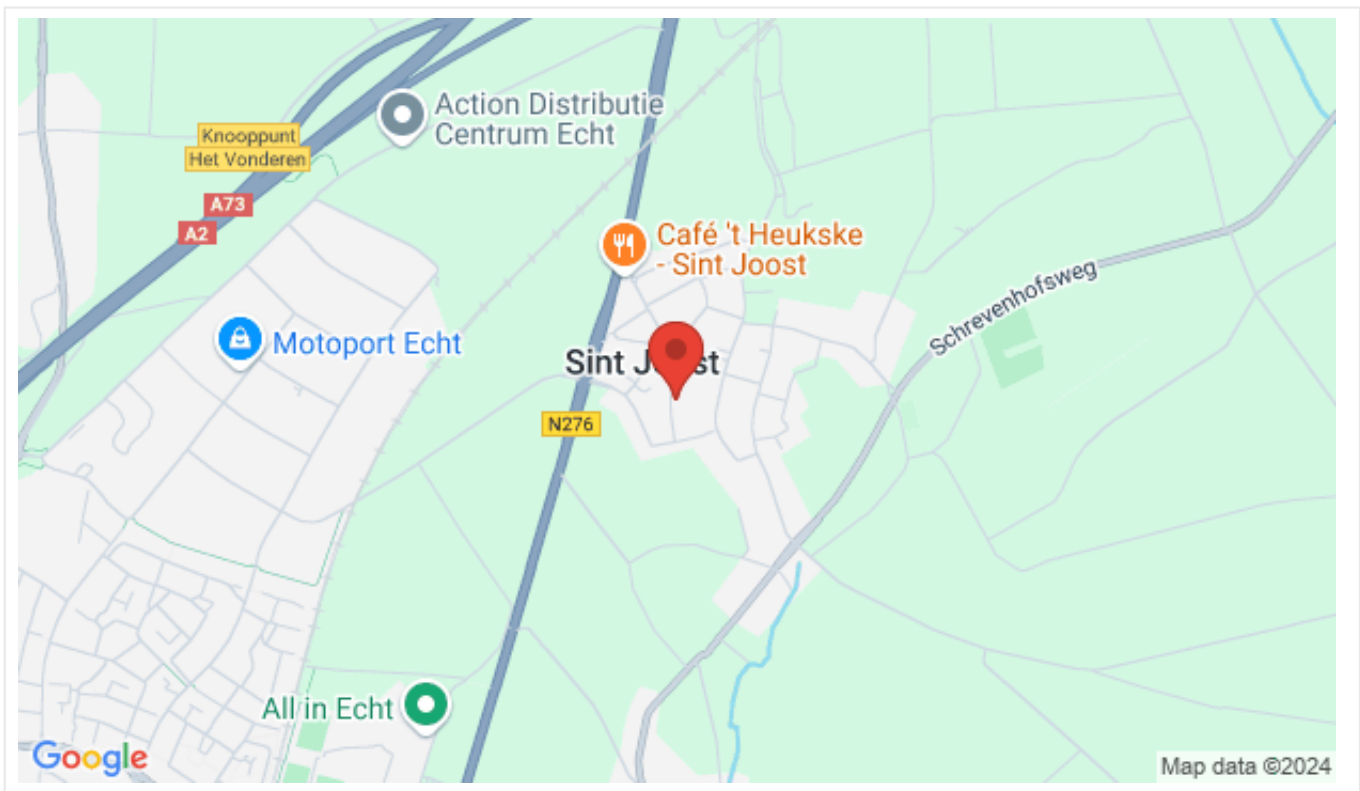 Action Distributie
Centrum Echt
Knooppunt
Het Vonderen
A73
A2
Café 't Heukske
- Sint Joost
Schrevenhofsweg
Motoport Echt
Sint J st
N276
All in Echt
Google
Map data ©2024